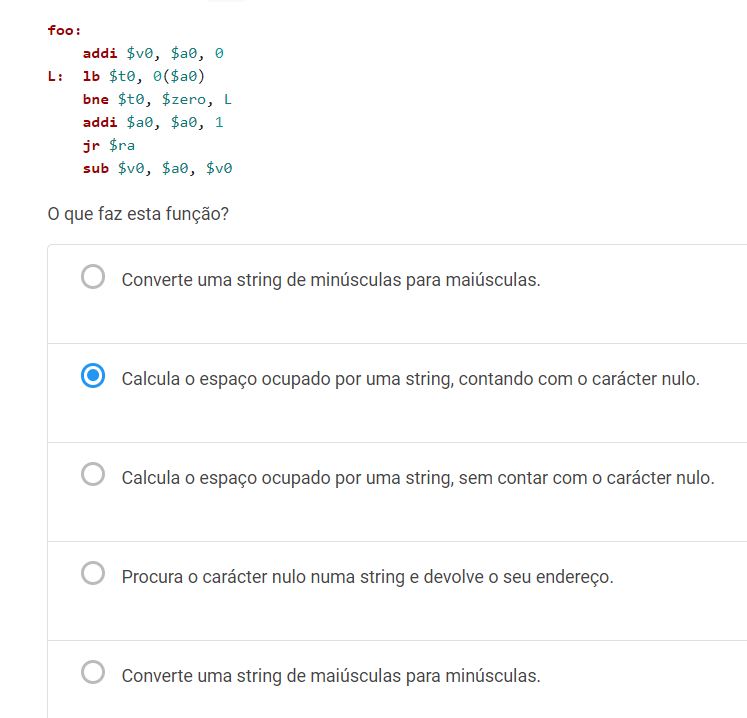 foo:
addi $v0, $a0, 0
L: lb $t0, 0($a0)
bne $t0, $zero, L
addi $a0, $a0, 1
jr $ra
sub $v0, $a0, $v0
O que faz esta função?
Converte uma string de minúsculas para maiúsculas.
Calcula o espaço ocupado por uma string, contando com o carácter nulo.
Calcula o espaço ocupado por uma string, sem contar com o carácter nulo.
Procura o carácter nulo numa string e devolve o seu endereço.
Converte uma string de maiúsculas para minúsculas.